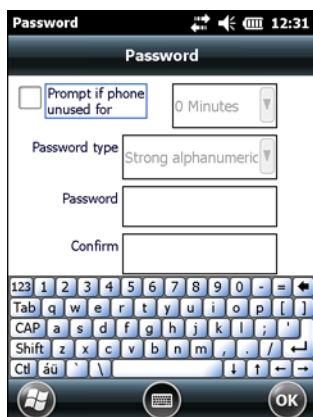 Password 12:31
Password
Prompt if phone
unused for
0 Minutes
Password type
Strong alphanumeric
Password
Confirm
123 1 2 3 4 5 6 7 8 9 0 - =
Tab q w e r t y u i o p [ ]
CAP a s d f g h j k l ; '
Shift z x c v b n m , . /
Ctl áü ` \
OK